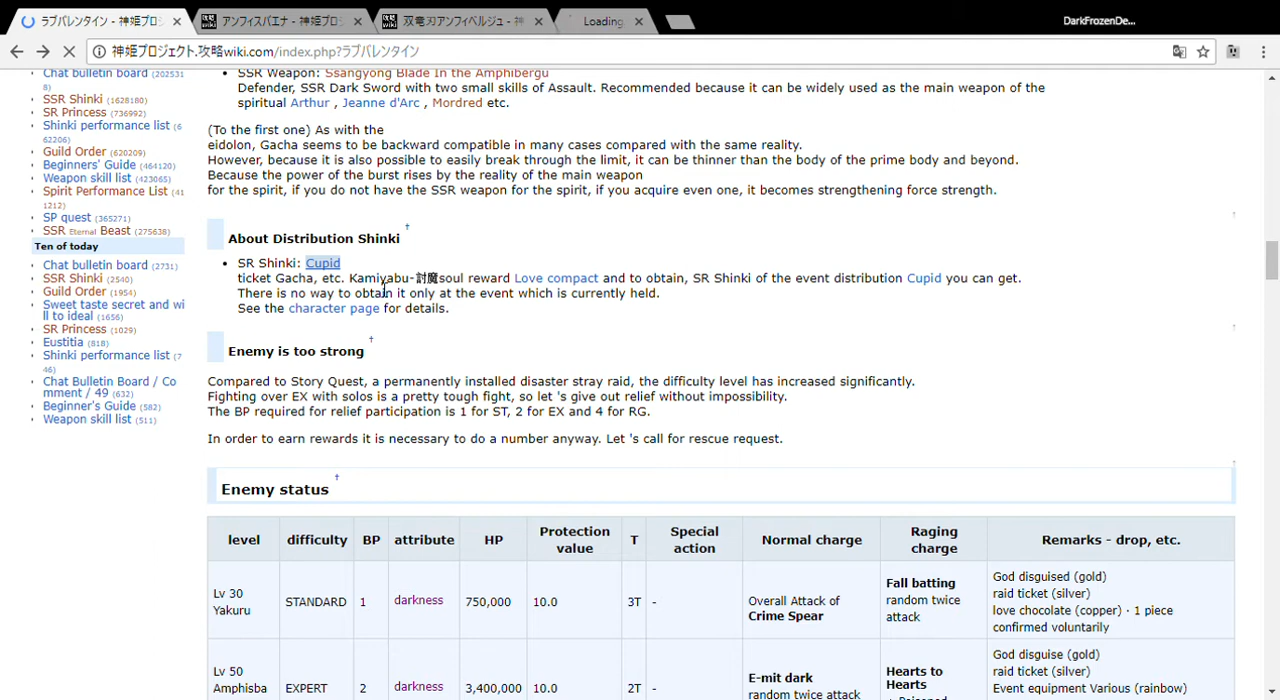 ラブバレンタイン - 神姫プロジ
アンフィスバエナ - 神姫プロジ
双竜刃アンフィベルジュ - 神
Loading
DarkFrozenDe...
神姫プロジェクト.攻略wiki.com/index.php?ラブバレンタイン
Chat bulletin board (202531
8)
SSR Shinki (1628180)
SR Princess (736992)
Shinki performance list (6
62206)
Guild Order (620209)
Beginners' Guide (464120)
Weapon skill list (423065)
Spirit Performance List (41
1212)
SP quest (365271)
SSR Eternal Beast (275638)
Ten of today
Chat bulletin board (2731)
SSR Shinki (2540)
Guild Order (1954)
Sweet taste secret and wi
ll to ideal (1656)
SR Princess (1029)
Eustitia (818)
Shinki performance list (7
46)
Chat Bulletin Board / Co
mment / 49 (632)
Beginner's Guide (582)
Weapon skill list (511)
SSR Weapon: Ssangyong Blade In the Amphibergu
Defender, SSR Dark Sword with two small skills of Assault. Recommended because it can be widely used as the main weapon of the
spiritual Arthur , Jeanne d'Arc , Mordred etc.
(To the first one) As with the
eidolon, Gacha seems to be backward compatible in many cases compared with the same reality.
However, because it is also possible to easily break through the limit, it can be thinner than the body of the prime body and beyond.
Because the power of the burst rises by the reality of the main weapon
for the spirit, if you do not have the SSR weapon for the spirit, if you acquire even one, it becomes strengthening force strength.
About Distribution Shinki †
SR Shinki: Cupid
ticket Gacha, etc. Kamiyabu-討魔soul reward Love compact and to obtain, SR Shinki of the event distribution Cupid you can get.
There is no way to obtain it only at the event which is currently held.
See the character page for details.
Enemy is too strong †
Compared to Story Quest, a permanently installed disaster stray raid, the difficulty level has increased significantly.
Fighting over EX with solos is a pretty tough fight, so let 's give out relief without impossibility.
The BP required for relief participation is 1 for ST, 2 for EX and 4 for RG.
In order to earn rewards it is necessary to do a number anyway. Let 's call for rescue request.
Enemy status †
level difficulty BP attribute HP Protection value T Special action Normal charge Raging charge Remarks - drop, etc.
Lv 30 Yakuru STANDARD 1 darkness 750,000 10.0 3T - Overall Attack of Crime Spear Fall batting random twice attack God disguised (gold)
raid ticket (silver)
love chocolate (copper) · 1 piece
confirmed voluntarily
Lv 50 Amphisba EXPERT 2 darkness 3,400,000 10.0 2T - E-mit dark random twice attack Hearts to Hearts God disguise (gold)
raid ticket (silver)
Event equipment Various (rainbow)